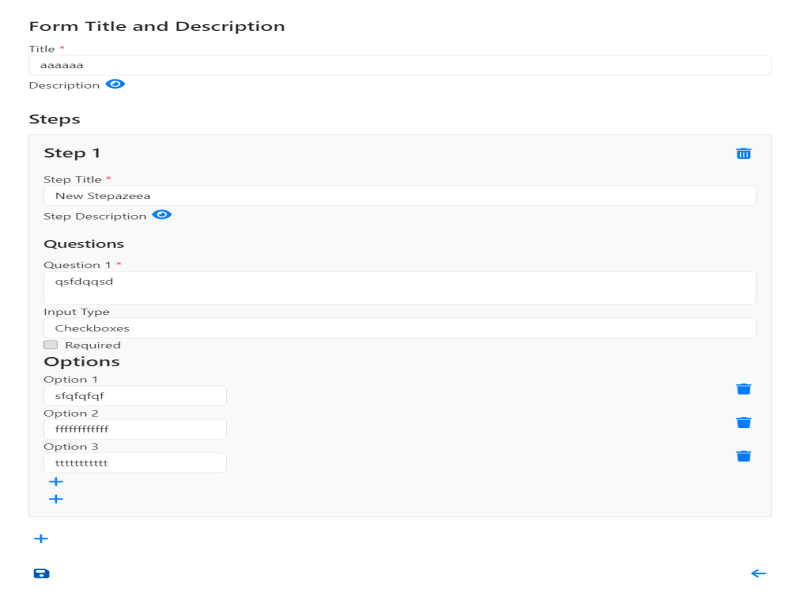 Form Title and Description
Title *
aaaaaa
Description
Steps
Step 1
Step Title *
New Stepazeea
Step Description
Questions
Question 1 *
qsfdqqsd
Input Type
Checkboxes
Required
Options
Option 1
sfqfqfqf
Option 2
ffffffffffff
Option 3
ttttttttttt